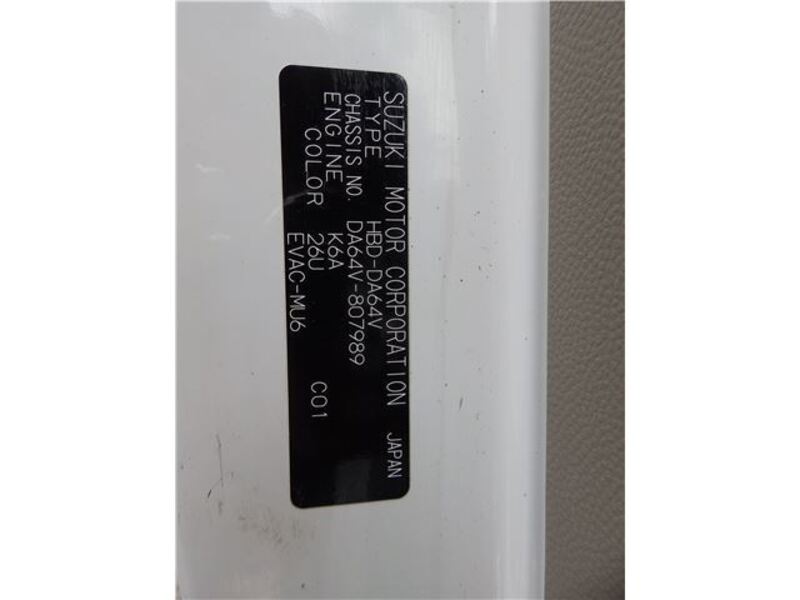 SUZUKI MOTOR CORPORATION JAPAN
TYPE HBD-DA64V
CHASSIS NO. DA64V-807989
ENGINE K6A
COLOR 26U C01
EVAC-MU6